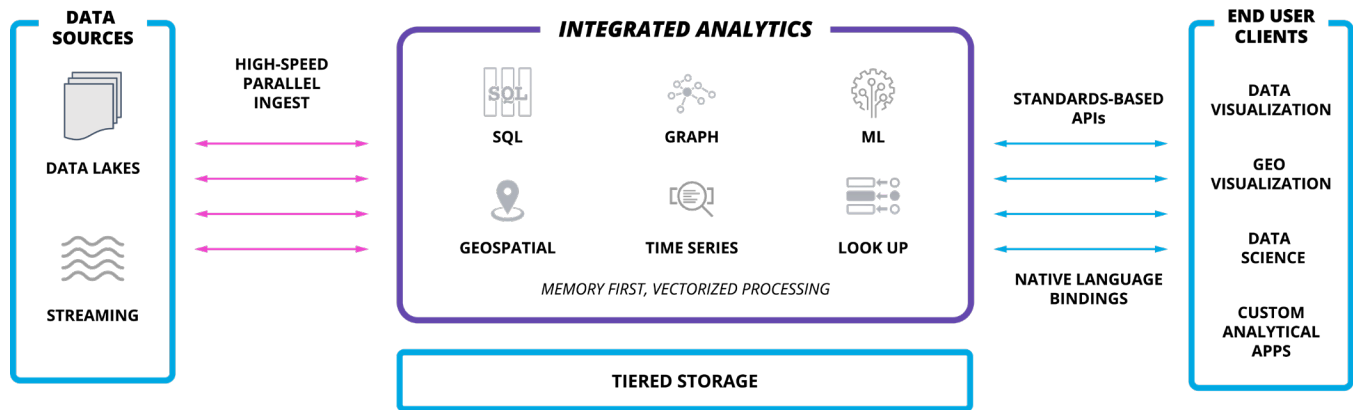 DATA
SOURCES
DATA LAKES
STREAMING
HIGH-SPEED
PARALLEL
INGEST
INTEGRATED ANALYTICS
SQL
SQL
GRAPH
ML
GEOSPATIAL
TIME SERIES
LOOK UP
MEMORY FIRST, VECTORIZED PROCESSING
TIERED STORAGE
STANDARDS-BASED
APIs
NATIVE LANGUAGE
BINDINGS
END USER
CLIENTS
DATA
VISUALIZATION
GEO
VISUALIZATION
DATA
SCIENCE
CUSTOM
ANALYTICAL
APPS